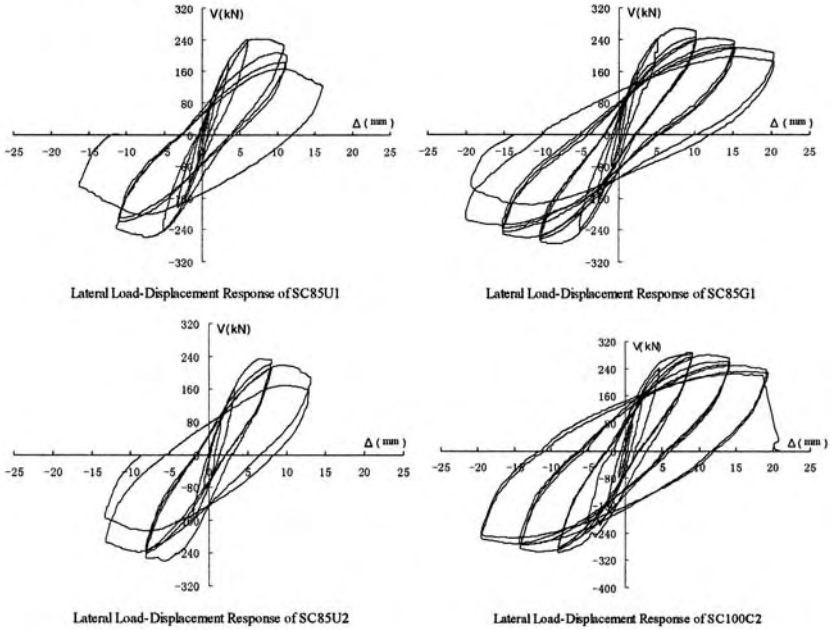 V(kN)
320
240
160
80
0
-80
-160
-240
-320
-25 -20 -15 -10 -5 0 5 10 15 20 25
Δ ( mm )
Lateral Load-Displacement Response of SC85U1
V(kN)
320
240
160
80
0
-80
-160
-240
-320
-25 -20 -15 -10 -5 0 5 10 15 20 25
Δ ( mm )
Lateral Load-Displacement Response of SC85G1
V(kN)
320
240
160
80
0
-80
-160
-240
-320
-25 -20 -15 -10 -5 0 5 10 15 20 25
Δ ( mm )
Lateral Load-Displacement Response of SC85U2
V(kN)
400
320
240
160
80
0
-80
-160
-240
-320
-400
-25 -20 -15 -10 -5 0 5 10 15 20 25
Δ ( mm )
Lateral Load-Displacement Response of SC100C2